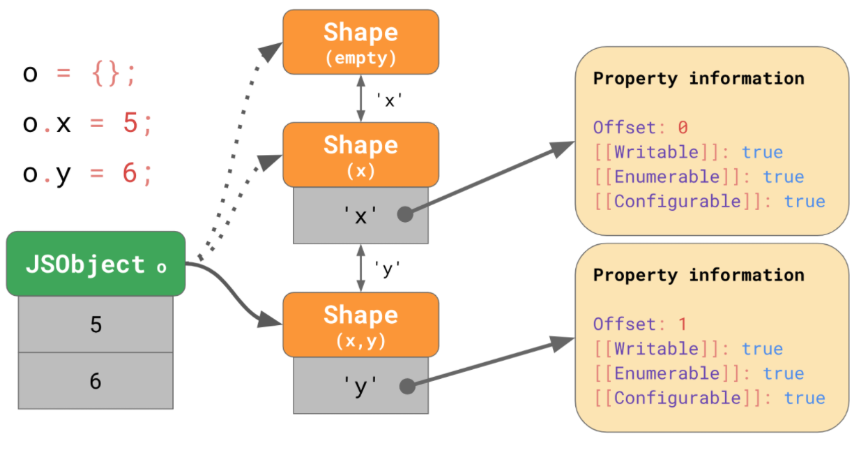 o = {};
o.x = 5;
o.y = 6;
JSObject o
5
6
Shape
(empty)
'x'
Shape
(x)
'x'
'y'
Shape
(x,y)
'y'
Property information
Offset: 0
[[Writable]]: true
[[Enumerable]]: true
[[Configurable]]: true
Property information
Offset: 1
[[Writable]]: true
[[Enumerable]]: true
[[Configurable]]: true